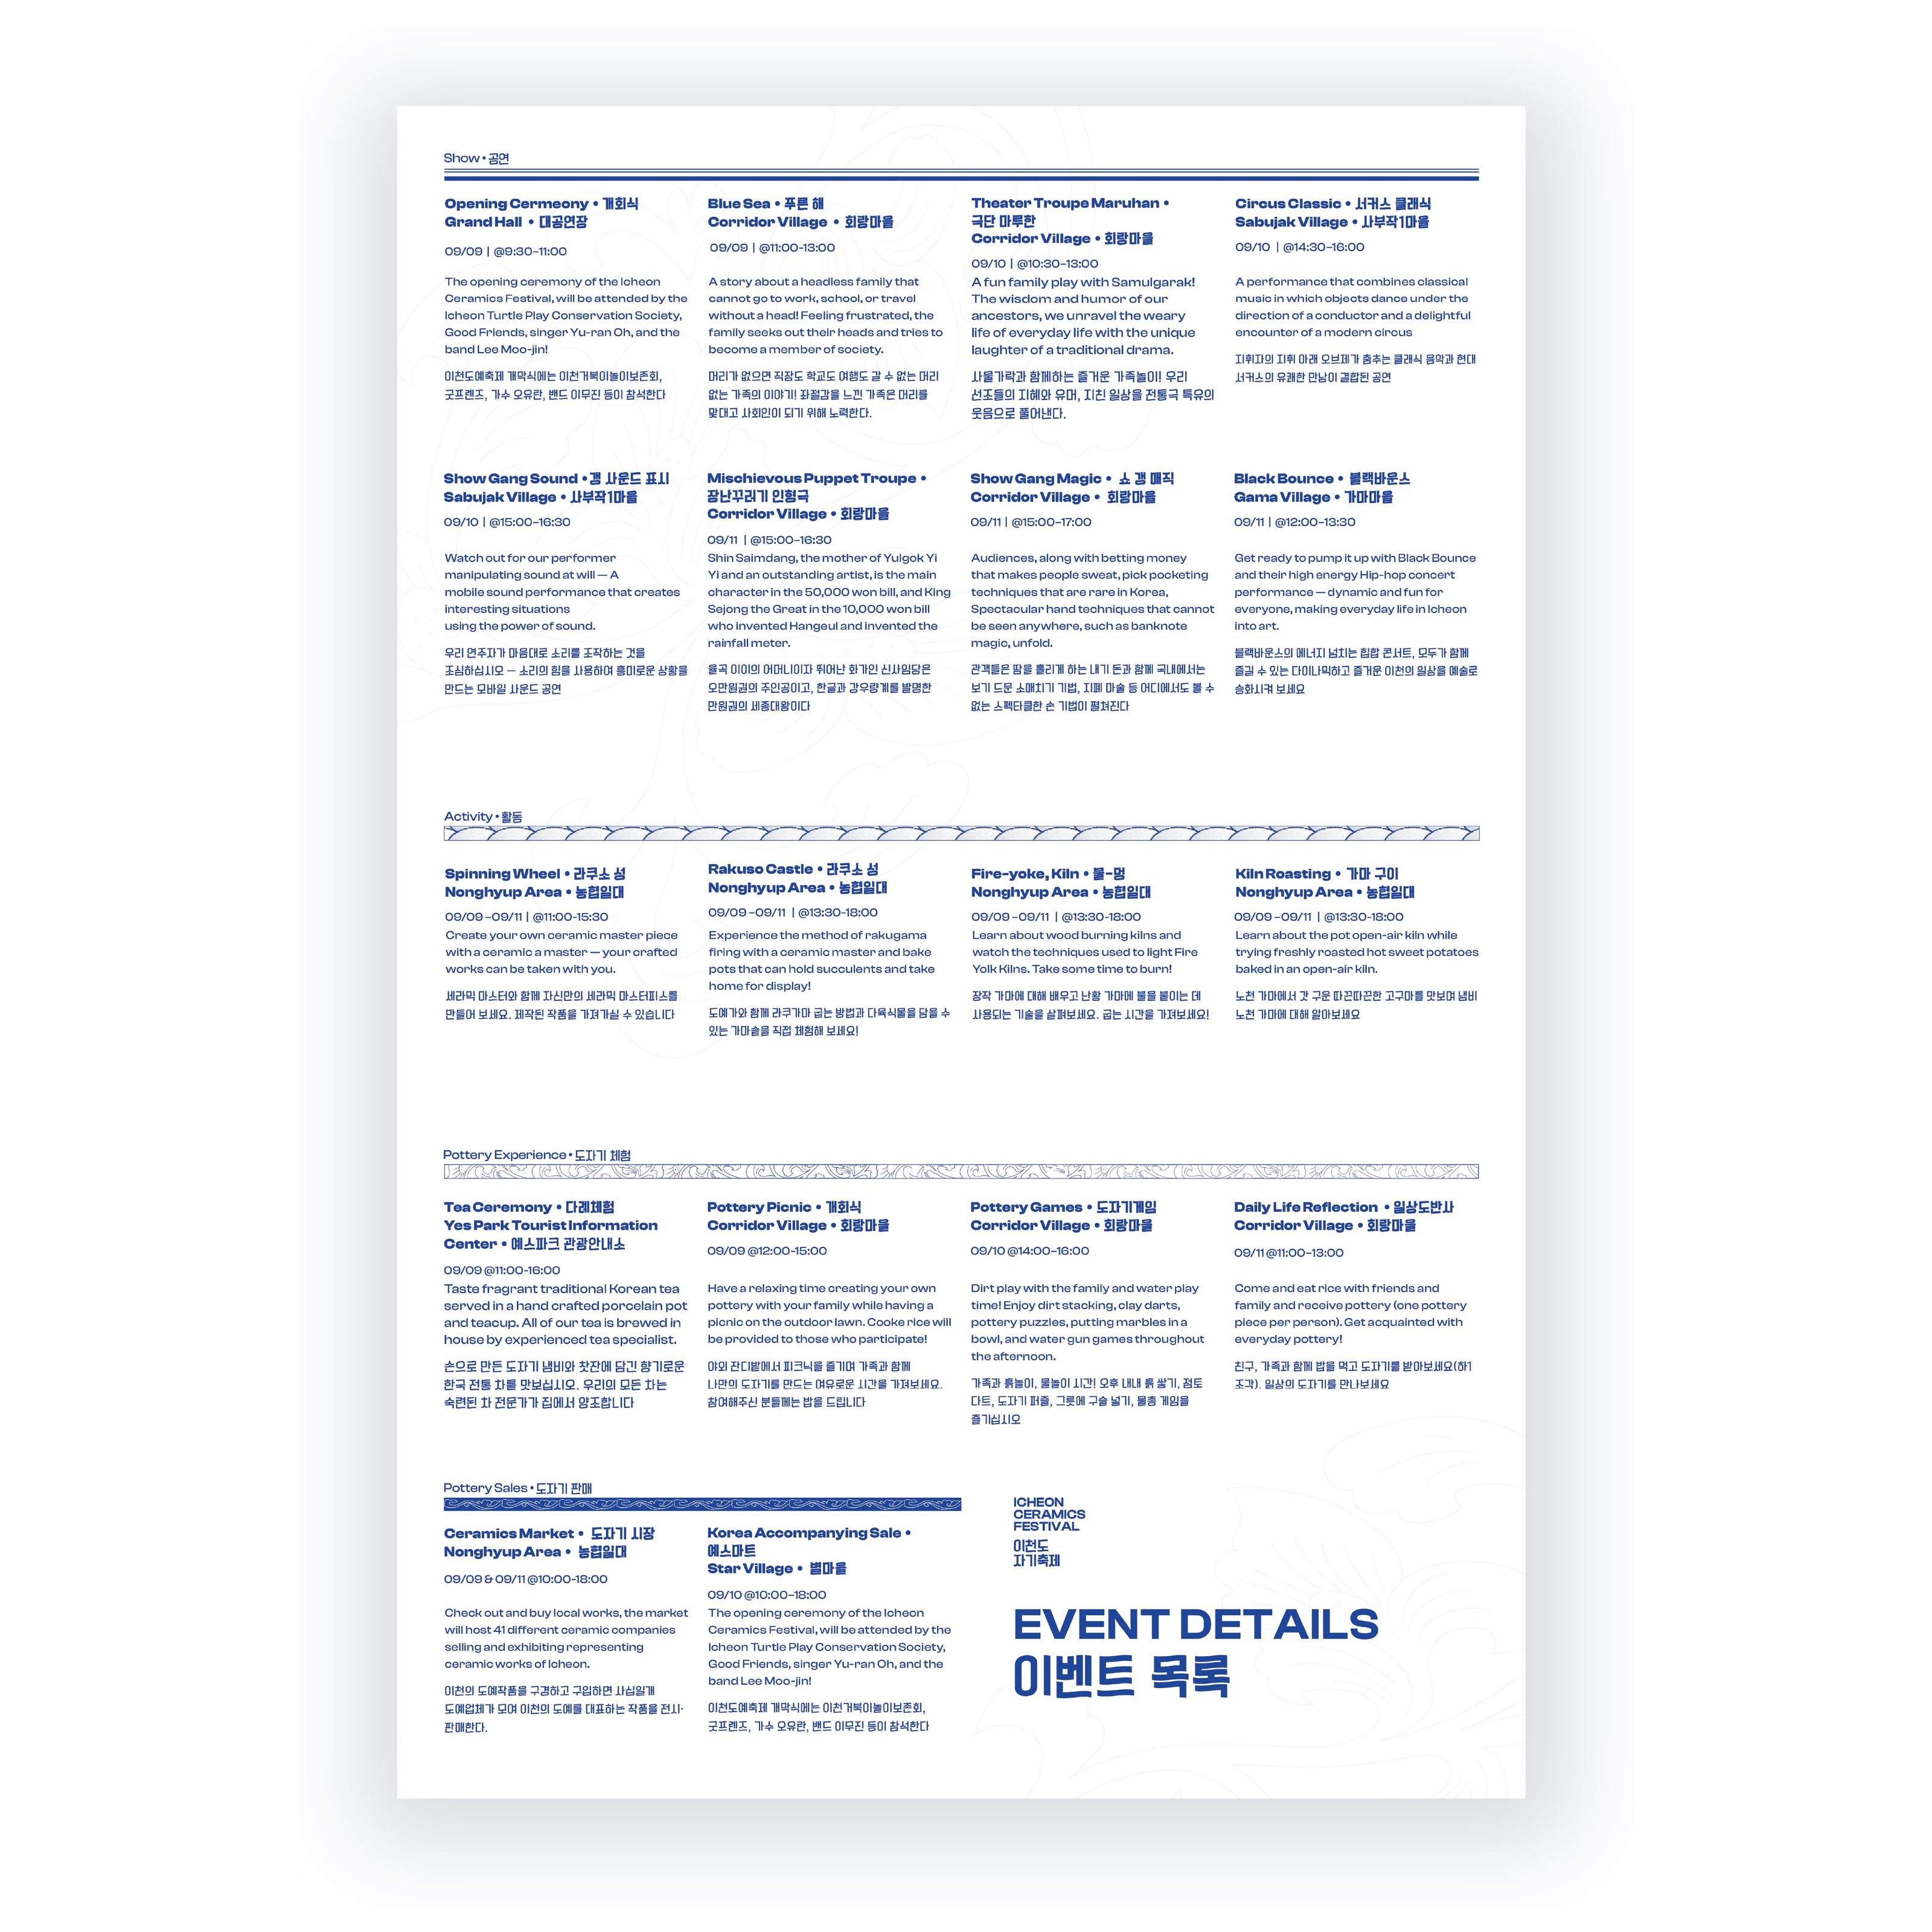 Show • 공연
Opening Cermeony • 개회식
Grand Hall • 대공연장
09/09 | @9:30-11:00
The opening ceremony of the Icheon
Ceramics Festival, will be attended by the
Icheon Turtle Play Conservation Society,
Good Friends, singer Yu-ran Oh, and the
band Lee Moo-jin!
이천도예축제 개막식에는 이천거북이놀이보존회,
굿프렌즈, 가수 오유란, 밴드 이무진 등이 참석한다
Blue Sea • 푸른 해
Corridor Village • 회랑마을
09/09 | @11:00-13:00
A story about a headless family that
cannot go to work, school, or travel
without a head! Feeling frustrated, the
family seeks out their heads and tries to
become a member of society.
머리가 없으면 직장도 학교도 여행도 갈 수 없는 머리
없는 가족의 이야기! 좌절감을 느낀 가족은 머리를
맞대고 사회인이 되기 위해 노력한다.
Theater Troupe Maruhan •
극단 마루한
Corridor Village • 회랑마을
09/10 | @10:30-13:00
A fun family play with Samulgarak!
The wisdom and humor of our
ancestors, we unravel the weary
life of everyday life with the unique
laughter of a traditional drama.
사물가락과 함께하는 즐거운 가족놀이! 우리
선조들의 지혜와 유머, 지친 일상을 전통극 특유의
웃음으로 풀어낸다.
Circus Classic • 서커스 클래식
Sabujak Village • 사부작1마을
09/10 | @14:30-16:00
A performance that combines classical
music in which objects dance under the
direction of a conductor and a delightful
encounter of a modern circus
지휘자의 지휘 아래 오브제가 춤추는 클래식 음악과 현대
서커스의 유쾌한 만남이 결합된 공연
Show Gang Sound • 갱 사운드 표시
Sabujak Village • 사부작1마을
09/10 | @15:00-16:30
Watch out for our performer
manipulating sound at will — A
mobile sound performance that creates
interesting situations
using the power of sound.
우리 연주자가 마음대로 소리를 조작하는 것을
조심하십시오 — 소리의 힘을 사용하여 흥미로운 상황을
만드는 모바일 사운드 공연
Mischievous Puppet Troupe •
장난꾸러기 인형극
Corridor Village • 회랑마을
09/11 | @15:00-16:30
Shin Saimdang, the mother of Yulgok Yi
Yi and an outstanding artist, is the main
character in the 50,000 won bill, and King
Sejong the Great in the 10,000 won bill
who invented Hangeul and invented the
rainfall meter.
율곡 이이의 어머니이자 뛰어난 화가인 신사임당은
오만원권의 주인공이고, 한글과 강우량계를 발명한
만원권의 세종대왕이다
Show Gang Magic • 쇼 갱 매직
Corridor Village • 회랑마을
09/11 | @15:00-17:00
Audiences, along with betting money
that makes people sweat, pick pocketing
techniques that are rare in Korea,
Spectacular hand techniques that cannot
be seen anywhere, such as banknote
magic, unfold.
관객들은 땀을 흘리게 하는 내기 돈과 함께 국내에서는
보기 드문 소매치기 기법, 지폐 마술 등 어디에서도 볼 수
없는 스펙타클한 손 기법이 펼쳐진다
Black Bounce • 블랙바운스
Gama Village • 가마마을
09/11 | @12:00-13:30
Get ready to pump it up with Black Bounce
and their high energy Hip-hop concert
performance — dynamic and fun for
everyone, making everyday life in Icheon
into art.
블랙바운스의 에너지 넘치는 힙합 콘서트, 모두가 함께
즐길 수 있는 다이나믹하고 즐거운 이천의 일상을 예술로
승화시켜 보세요
Activity • 활동
Spinning Wheel • 라쿠소 성
Nonghyup Area • 농협일대
09/09 –09/11 | @11:00-15:30
Create your own ceramic master piece
with a ceramic a master — your crafted
works can be taken with you.
세라믹 마스터와 함께 자신만의 세라믹 마스터피스를
만들어 보세요. 제작된 작품을 가져가실 수 있습니다
Rakuso Castle • 라쿠소 성
Nonghyup Area • 농협일대
09/09 –09/11 | @13:30-18:00
Experience the method of rakugama
firing with a ceramic master and bake
pots that can hold succulents and take
home for display!
도예가와 함께 라쿠가마 굽는 방법과 다육식물을 담을 수
있는 가마솥을 직접 체험해 보세요!
Fire-yoke, Kiln • 불-멍
Nonghyup Area • 농협일대
09/09 –09/11 | @13:30-18:00
Learn about wood burning kilns and
watch the techniques used to light Fire
Yolk Kilns. Take some time to burn!
장작 가마에 대해 배우고 난황 가마에 불을 붙이는 데
사용되는 기술을 살펴보세요. 굽는 시간을 가져보세요!
Kiln Roasting • 가마 구이
Nonghyup Area • 농협일대
09/09 –09/11 | @13:30-18:00
Learn about the pot open-air kiln while
trying freshly roasted hot sweet potatoes
baked in an open-air kiln.
노천 가마에서 갓 구운 따끈따끈한 고구마를 맛보며 냄비
노천 가마에 대해 알아보세요
Pottery Experience • 도자기 체험
Tea Ceremony • 다례체험
Yes Park Tourist Information
Center • 예스파크 관광안내소
09/09 @11:00-16:00
Taste fragrant traditional Korean tea
served in a hand crafted porcelain pot
and teacup. All of our tea is brewed in
house by experienced tea specialist.
손으로 만든 도자기 냄비와 찻잔에 담긴 향기로운
한국 전통 차를 맛보십시오. 우리의 모든 차는
숙련된 차 전문가가 집에서 양조합니다
Pottery Picnic • 개회식
Corridor Village • 회랑마을
09/09 @12:00-15:00
Have a relaxing time creating your own
pottery with your family while having a
picnic on the outdoor lawn. Cooke rice will
be provided to those who participate!
야외 잔디밭에서 피크닉을 즐기며 가족과 함께
나만의 도자기를 만드는 여유로운 시간을 가져보세요.
참여해주신 분들께는 밥을 드립니다
Pottery Games • 도자기게임
Corridor Village • 회랑마을
09/10 @14:00-16:00
Dirt play with the family and water play
time! Enjoy dirt stacking, clay darts,
pottery puzzles, putting marbles in a
bowl, and water gun games throughout
the afternoon.
가족과 흙놀이, 물놀이 시간! 오후 내내 흙 쌓기, 점토
다트, 도자기 퍼즐, 그릇에 구슬 넣기, 물총 게임을
즐기십시오
Daily Life Reflection • 일상도반사
Corridor Village • 회랑마을
09/11 @11:00-13:00
Come and eat rice with friends and
family and receive pottery (one pottery
piece per person). Get acquainted with
everyday pottery!
친구, 가족과 함께 밥을 먹고 도자기를 받아보세요(하1
조각). 일상의 도자기를 만나보세요
Pottery Sales • 도자기 판매
Ceramics Market • 도자기 시장
Nonghyup Area • 농협일대
09/09 & 09/11 @10:00-18:00
Check out and buy local works, the market
will host 41 different ceramic companies
selling and exhibiting representing
ceramic works of Icheon.
이천의 도예작품을 구경하고 구입하면 사십일개
도예업체가 모여 이천의 도예를 대표하는 작품을 전시·
판매한다.
Korea Accompanying Sale •
예스마트
Star Village • 별마을
09/10 @10:00-18:00
The opening ceremony of the Icheon
Ceramics Festival, will be attended by the
Icheon Turtle Play Conservation Society,
Good Friends, singer Yu-ran Oh, and the
band Lee Moo-jin!
이천도예축제 개막식에는 이천거북이놀이보존회,
굿프렌즈, 가수 오유란, 밴드 이무진 등이 참석한다
ICHEON
CERAMICS
FESTIVAL
이천도
자기축제
EVENT DETAILS
이벤트 목록